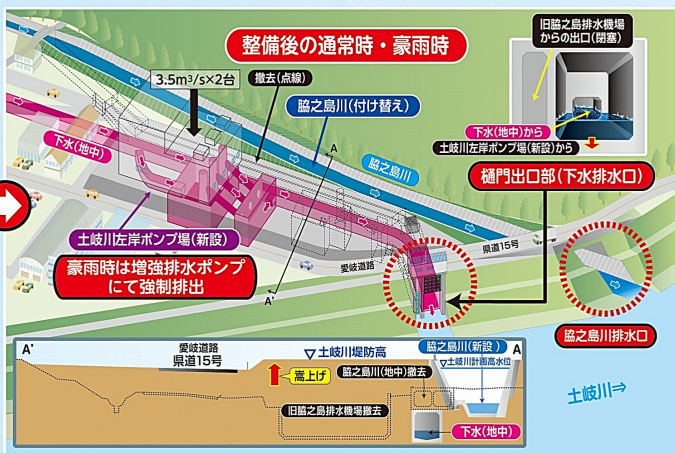 整備後の通常時・豪雨時
旧脇之島排水機場
からの出口(閉塞)
3.5m³/s×2台
撤去(点線)
脇之島川(付け替え)
下水(地中)
A
脇之島川
下水(地中)から
土岐川左岸ポンプ場(新設)から
樋門出口部(下水排水口)
土岐川左岸ポンプ場(新設)
県道15号
愛岐道路
豪雨時は増強排水ポンプ
にて強制排出
A'
脇之島川排水口
土岐川⇒
A'
愛岐道路
県道15号
▽土岐川堤防高
脇之島川(新設)
A
▽土岐川計画高水位
嵩上げ
脇之島川(地中)撤去
旧脇之島排水機場撤去
下水(地中)